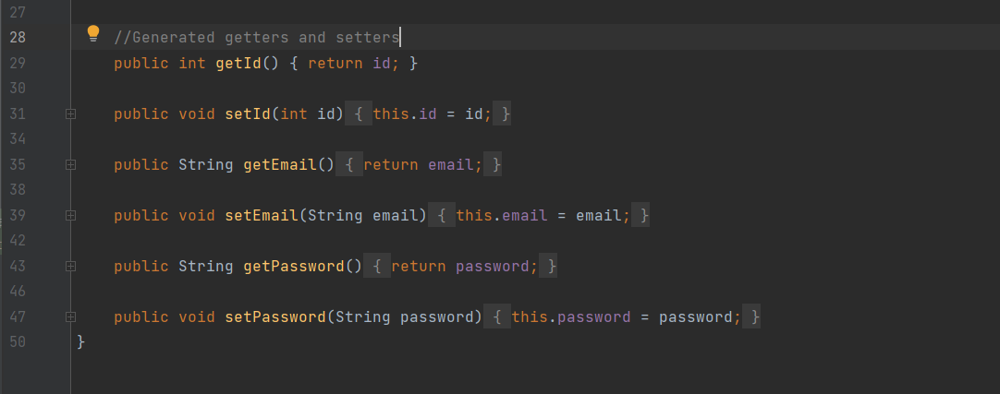 27
28 //Generated getters and setters
29 public int getId() { return id; }
30
31 public void setId(int id) { this.id = id; }
34
35 public String getEmail() { return email; }
38
39 public void setEmail(String email) { this.email = email; }
42
43 public String getPassword() { return password; }
46
47 public void setPassword(String password) { this.password = password; }
50 }